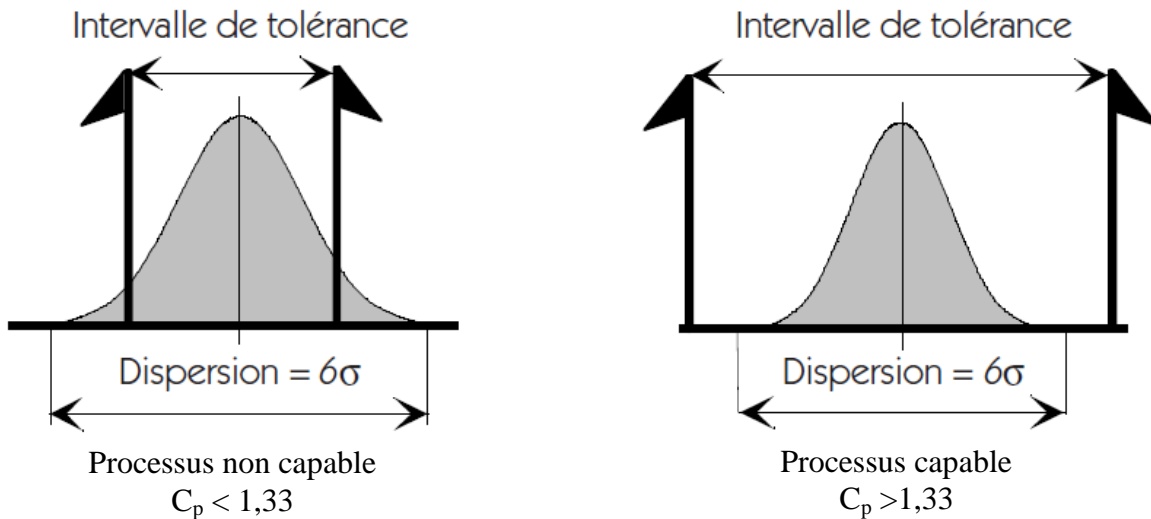 Intervalle de tolérance
Dispersion = 6σ
Processus non capable
Cₚ < 1,33
Intervalle de tolérance
Dispersion = 6σ
Processus capable
Cₚ >1,33